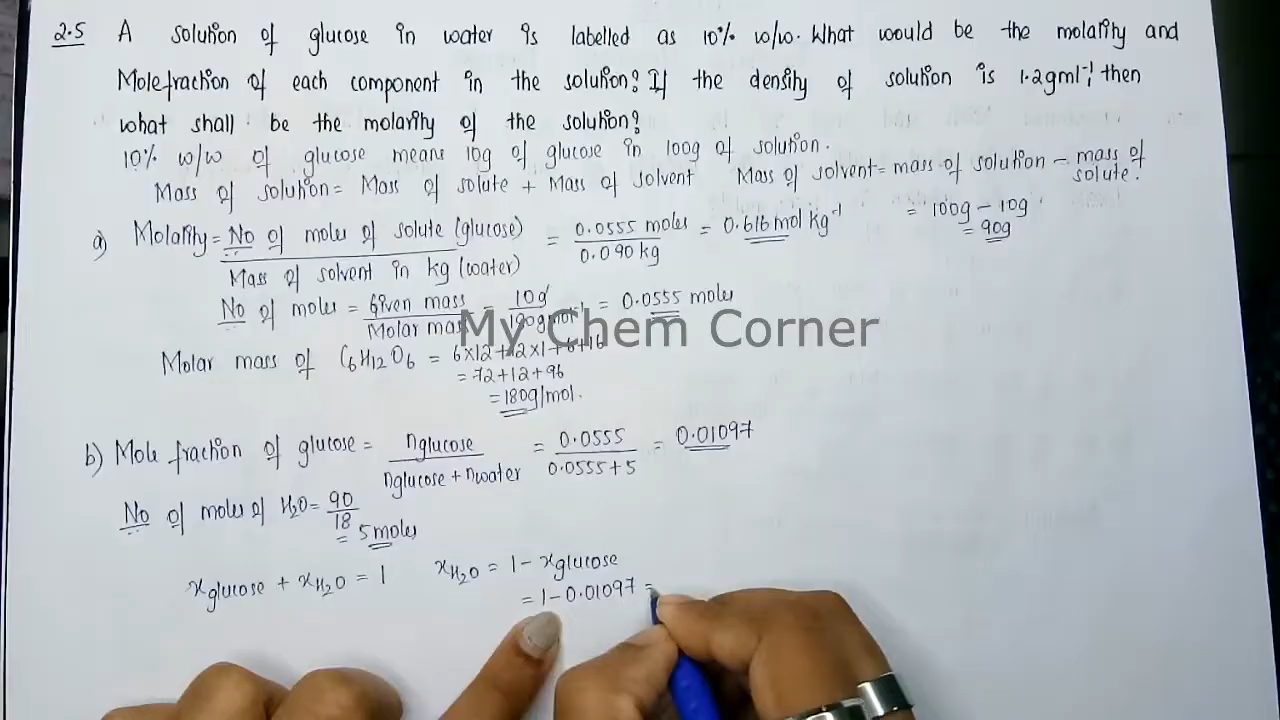 2.5 A solution of glucose in water is labelled as 10% w/w. What would be the molality and
Mole fraction of each component in the solution? If the density of solution is 1.2 g ml⁻¹, then
what shall be the molarity of the solution?
10% w/w of glucose means 10g of glucose in 100g of solution.
Mass of solution = Mass of solute + Mass of solvent Mass of solvent = mass of solution − mass of solute.
= 100g − 10g
= 90g
a) Molality = No of moles of solute (glucose) / Mass of solvent in kg (water) = 0.0555 moles / 0.090 kg = 0.616 mol kg⁻¹
No of moles = Given mass / Molar mass = 10g / 180g mol⁻¹ = 0.0555 moles
My Chem Corner
Molar mass of C₆H₁₂O₆ = 6×12+12×1+6+16
= 72+12+96
= 180g/mol.
b) Mole fraction of glucose = nglucose / nglucose + nwater = 0.0555 / 0.0555+5 = 0.01097
No of moles of H₂O = 90 / 18
= 5 moles
xglucose + xH₂O = 1 xH₂O = 1 − xglucose
= 1 − 0.01097 =